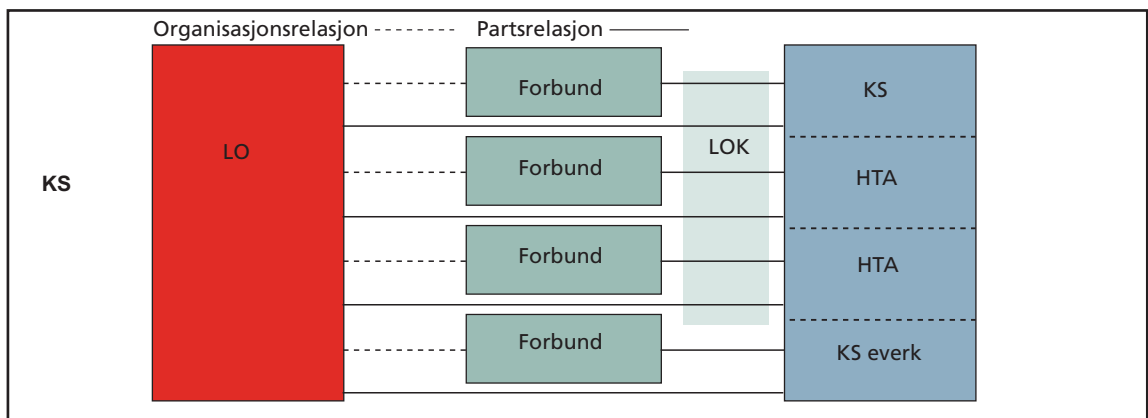 Organisasjonsrelasjon Partsrelasjon
Forbund KS
LO LOK
Forbund HTA
KS
Forbund HTA
Forbund KS everk